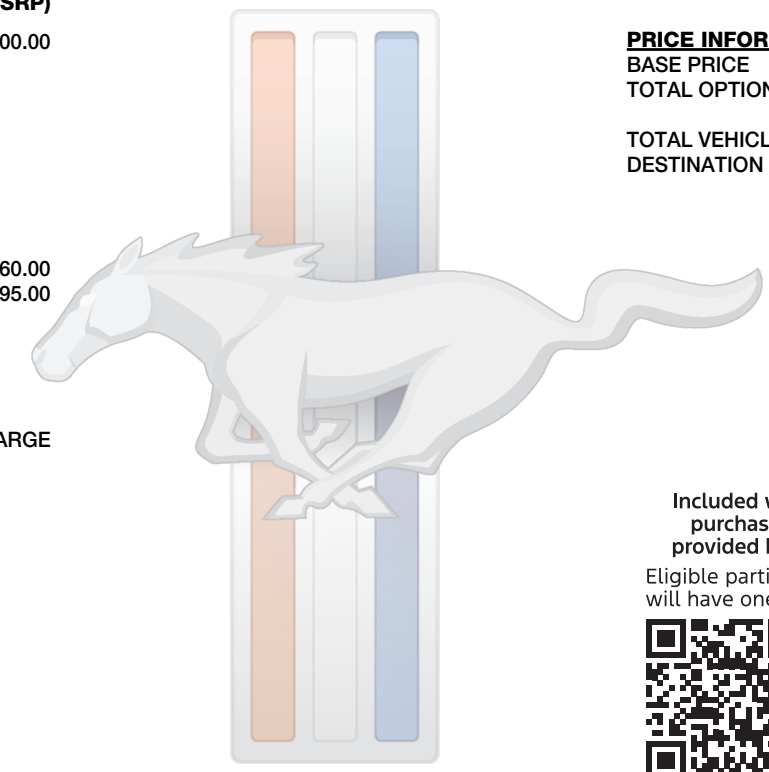 SRP)
00.00
60.00
95.00
ARGE
PRICE INFOR
BASE PRICE
TOTAL OPTION
TOTAL VEHICL
DESTINATION
Included w
purchas
provided b
Eligible parti
will have one